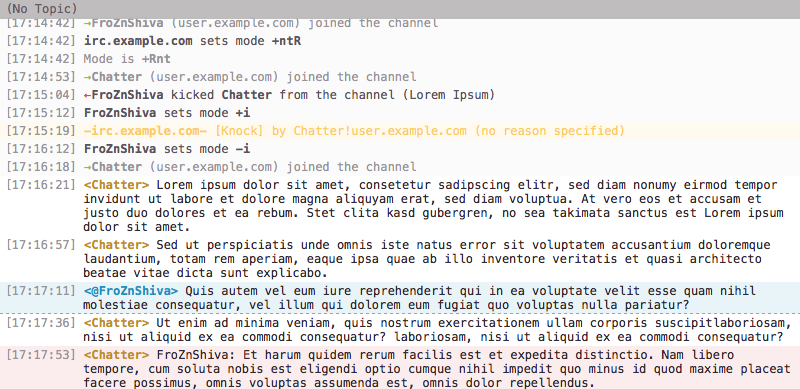 (No Topic)
[17:14:42] →FroZnShiva (user.example.com) joined the channel
[17:14:42] irc.example.com sets mode +ntR
[17:14:42] Mode is +Rnt
[17:14:53] →Chatter (user.example.com) joined the channel
[17:15:04] ←FroZnShiva kicked Chatter from the channel (Lorem Ipsum)
[17:15:12] FroZnShiva sets mode +i
[17:15:19] −irc.example.com− [Knock] by Chatter!user.example.com (no reason specified)
[17:16:12] FroZnShiva sets mode −i
[17:16:18] →Chatter (user.example.com) joined the channel
[17:16:21] <Chatter> Lorem ipsum dolor sit amet, consetetur sadipscing elitr, sed diam nonumy eirmod tempor
invidunt ut labore et dolore magna aliquyam erat, sed diam voluptua. At vero eos et accusam et
justo duo dolores et ea rebum. Stet clita kasd gubergren, no sea takimata sanctus est Lorem ipsum
dolor sit amet.
[17:16:57] <Chatter> Sed ut perspiciatis unde omnis iste natus error sit voluptatem accusantium doloremque
laudantium, totam rem aperiam, eaque ipsa quae ab illo inventore veritatis et quasi architecto
beatae vitae dicta sunt explicabo.
[17:17:11] <@FroZnShiva> Quis autem vel eum iure reprehenderit qui in ea voluptate velit esse quam nihil
molestiae consequatur, vel illum qui dolorem eum fugiat quo voluptas nulla pariatur?
[17:17:36] <Chatter> Ut enim ad minima veniam, quis nostrum exercitationem ullam corporis suscipitlaboriosam,
nisi ut aliquid ex ea commodi consequatur? laboriosam, nisi ut aliquid ex ea commodi consequatur?
[17:17:53] <Chatter> FroZnShiva: Et harum quidem rerum facilis est et expedita distinctio. Nam libero
tempore, cum soluta nobis est eligendi optio cumque nihil impedit quo minus id quod maxime placeat
facere possimus, omnis voluptas assumenda est, omnis dolor repellendus.